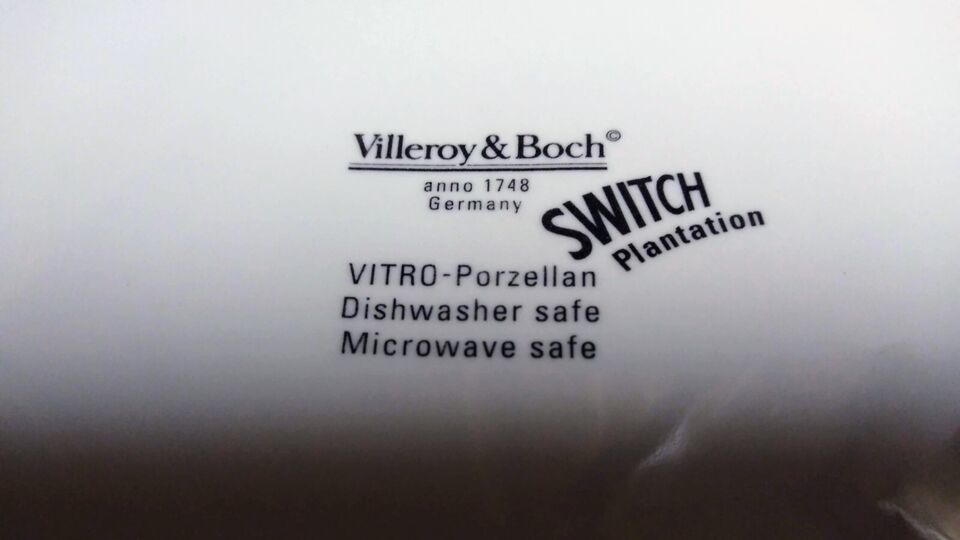 Villeroy & Boch©
anno 1748
Germany
SWITCH
Plantation
VITRO-Porzellan
Dishwasher safe
Microwave safe